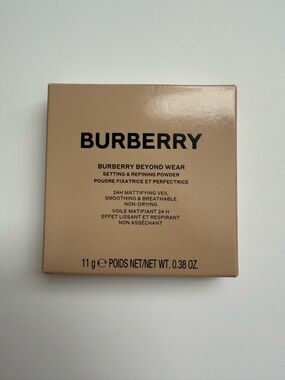 BURBERRY
BURBERRY BEYOND WEAR
SETTING & REFINING POWDER
POUDRE FIXATRICE ET PERFECTRICE
24H MATTIFYING VEIL
SMOOTHING & BREATHABLE
NON-DRYING
VOILE MATIFIANT 24 H
EFFET LISSANT ET RESPIRANT
NON ASSÉCHANT
11 g ℮ POIDS NET/NET WT. 0.38 OZ.